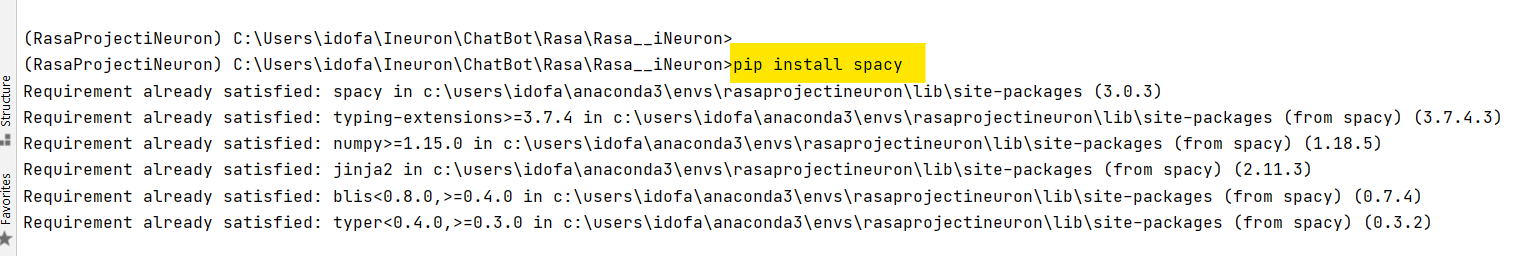 (RasaProjectiNeuron) C:\Users\idofa\Ineuron\ChatBot\Rasa\Rasa__iNeuron>
(RasaProjectiNeuron) C:\Users\idofa\Ineuron\ChatBot\Rasa\Rasa__iNeuron>pip install spacy
Requirement already satisfied: spacy in c:\users\idofa\anaconda3\envs\rasaprojectineuron\lib\site-packages (3.0.3)
Requirement already satisfied: typing-extensions>=3.7.4 in c:\users\idofa\anaconda3\envs\rasaprojectineuron\lib\site-packages (from spacy) (3.7.4.3)
Requirement already satisfied: numpy>=1.15.0 in c:\users\idofa\anaconda3\envs\rasaprojectineuron\lib\site-packages (from spacy) (1.18.5)
Requirement already satisfied: jinja2 in c:\users\idofa\anaconda3\envs\rasaprojectineuron\lib\site-packages (from spacy) (2.11.3)
Requirement already satisfied: blis<0.8.0,>=0.4.0 in c:\users\idofa\anaconda3\envs\rasaprojectineuron\lib\site-packages (from spacy) (0.7.4)
Requirement already satisfied: typer<0.4.0,>=0.3.0 in c:\users\idofa\anaconda3\envs\rasaprojectineuron\lib\site-packages (from spacy) (0.3.2)
Structure
Favorites